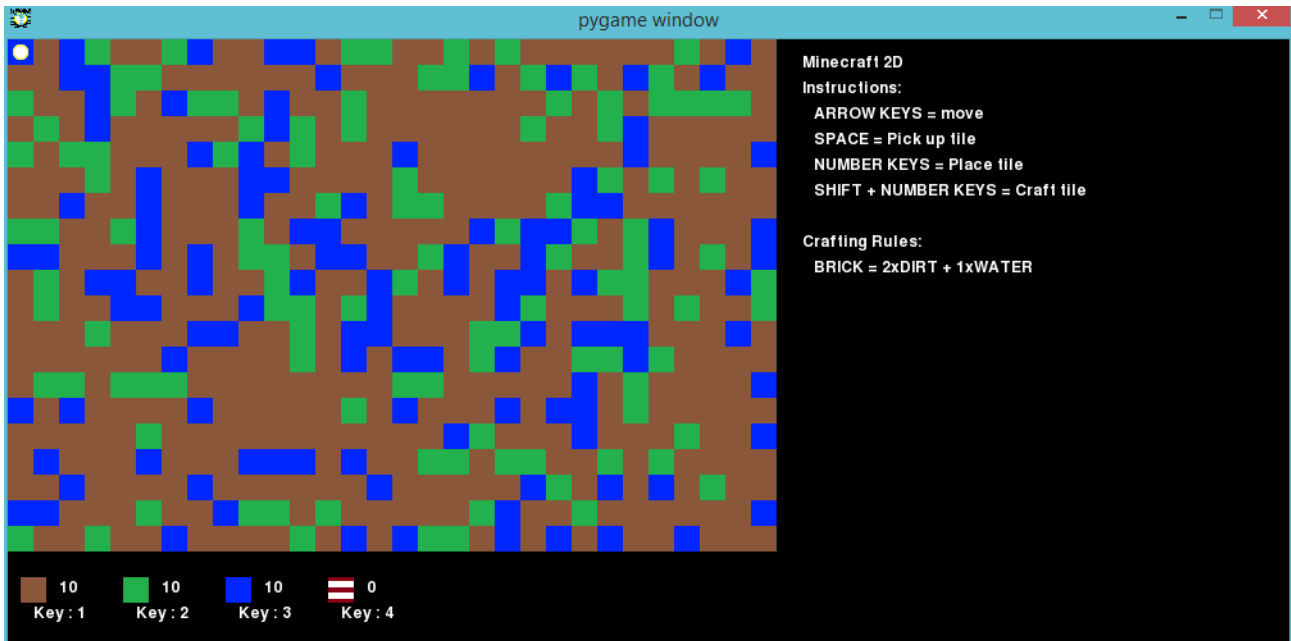 pygame window
Minecraft 2D
Instructions:
ARROW KEYS = move
SPACE = Pick up tile
NUMBER KEYS = Place tile
SHIFT + NUMBER KEYS = Craft tile
Crafting Rules:
BRICK = 2xDIRT + 1xWATER
10 10 10 0
Key : 1 Key : 2 Key : 3 Key : 4